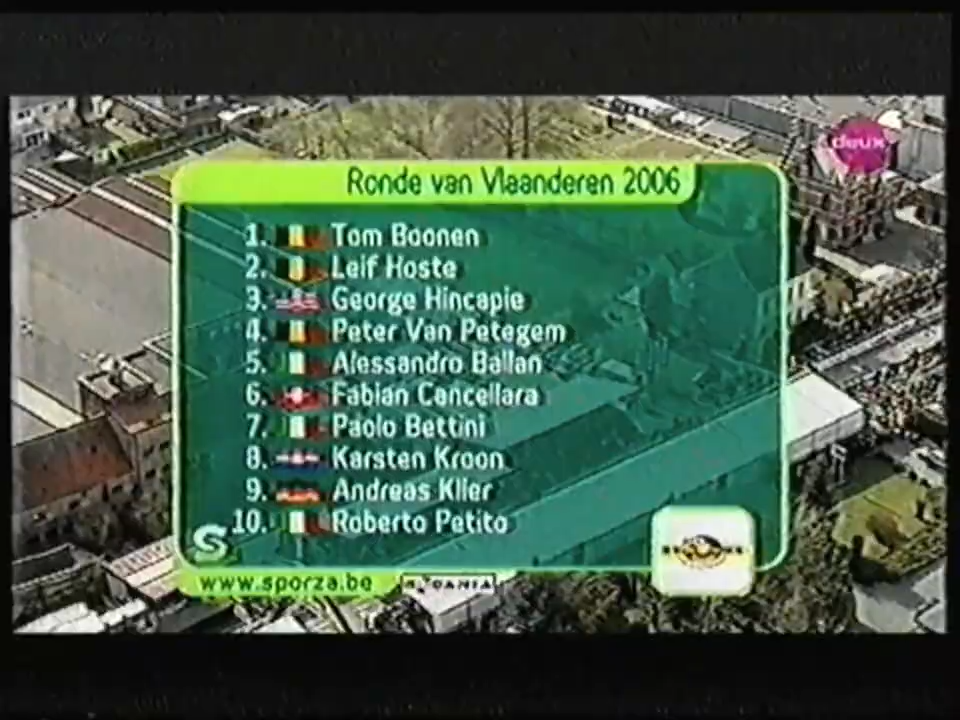 deux
Ronde van Vlaanderen 2006
1. Tom Boonen
2. Leif Hoste
3. George Hincapie
4. Peter Van Petegem
5. Alessandro Ballan
6. Fabian Cancellara
7. Paolo Bettini
8. Karsten Kroon
9. Andreas Klier
10. Roberto Petito
S
www.sporza.be